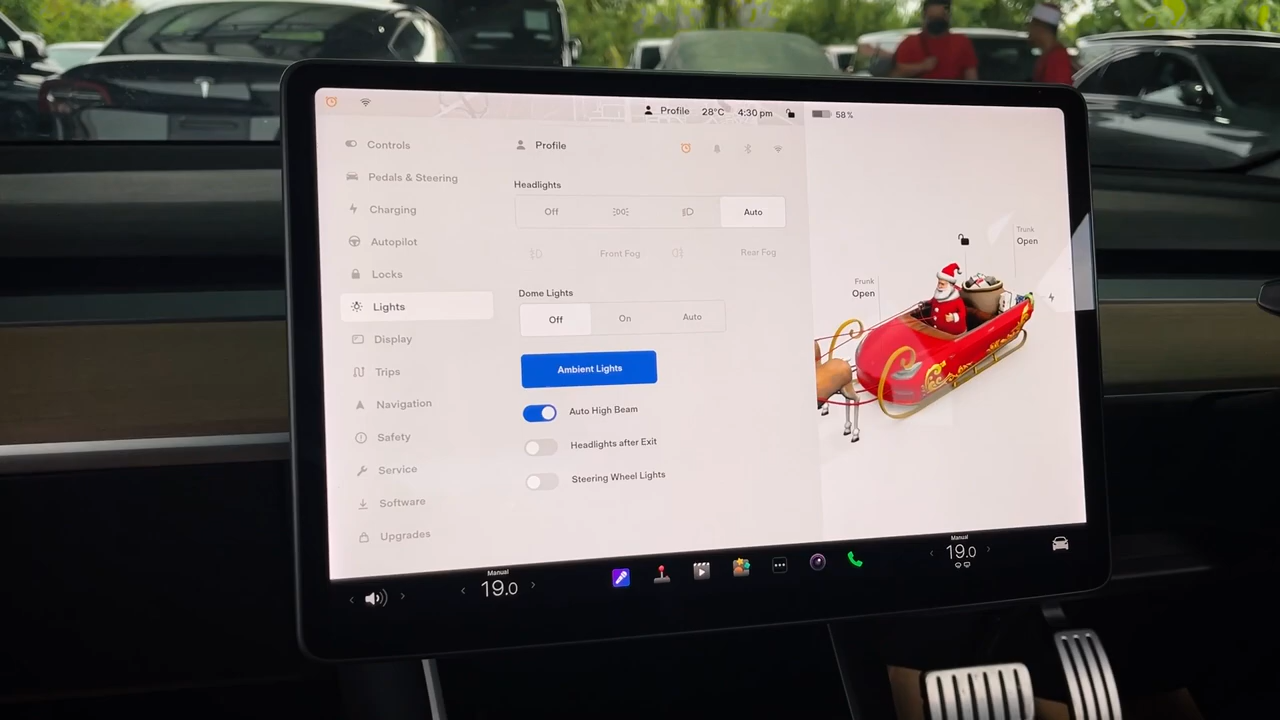 Profile 28°C 4:30 pm 58%
Controls
Pedals & Steering
Charging
Autopilot
Locks
Lights
Display
Trips
Navigation
Safety
Service
Software
Upgrades
Profile
Headlights
Off Auto
Front Fog Rear Fog
Dome Lights
Off On Auto
Ambient Lights
Auto High Beam
Headlights after Exit
Steering Wheel Lights
Trunk
Open
Frunk
Open
Manual
19.0
Manual
19.0